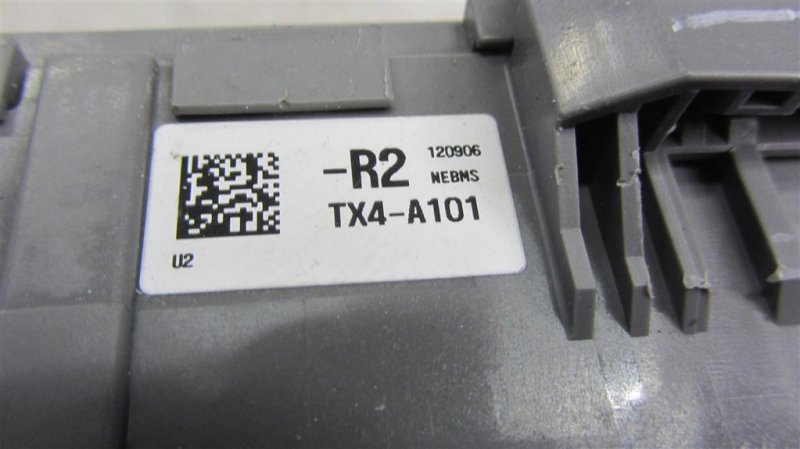 -R2 120906
NEBMS
TX4-A101
U2